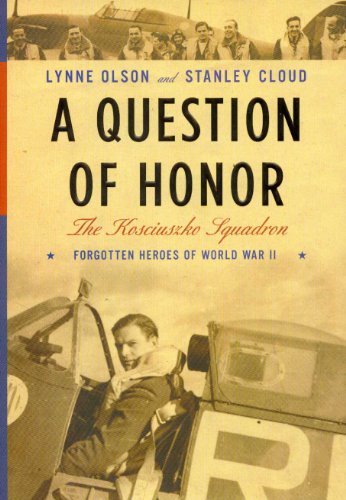 LYNNE OLSON and STANLEY CLOUD
A QUESTION
OF HONOR
The Kosciuszko Squadron
★ FORGOTTEN HEROES OF WORLD WAR II ★
R